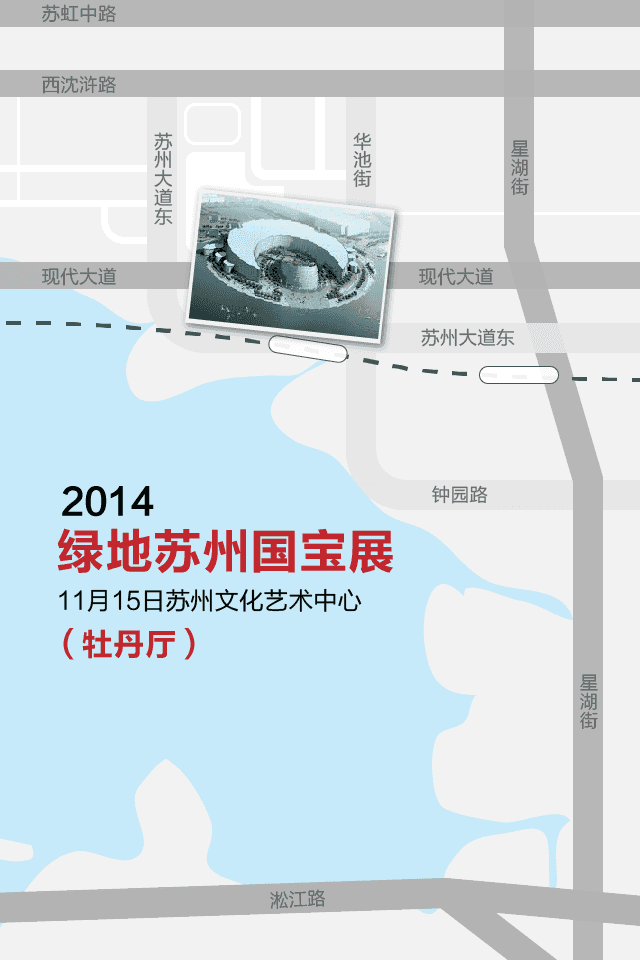 苏虹中路
西沈浒路
苏州大道东
华池街
星湖街
现代大道
现代大道
苏州大道东
钟园路
2014
绿地苏州国宝展
11月15日苏州文化艺术中心
（牡丹厅）
星湖街
淞江路